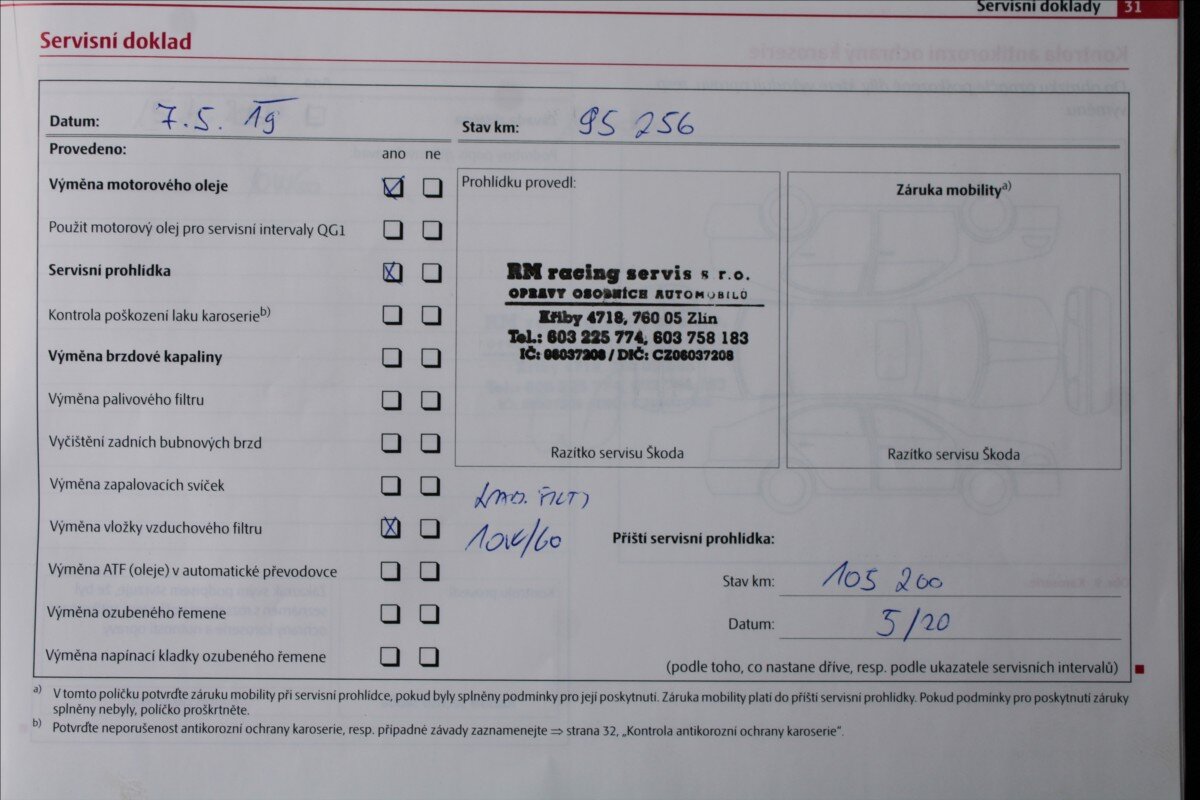 Servisní doklady 31
Servisní doklad
Datum: 7.5. 19 Stav km: 95 256
Provedeno: ano ne
Výměna motorového oleje
Použit motorový olej pro servisní intervaly QG1
Servisní prohlídka
Kontrola poškození laku karoserie b)
Výměna brzdové kapaliny
Výměna palivového filtru
Vyčištění zadních bubnových brzd
Výměna zapalovacích svíček
Výměna vložky vzduchového filtru
Výměna ATF (oleje) v automatické převodovce
Výměna ozubeného řemene
Výměna napínací kladky ozubeného řemene
Prohlídku provedl:
RM racing servis s r.o.
OPRAVY OSOBNÍCH AUTOMOBILŮ
Křiby 4718, 760 05 Zlín
Tel.: 603 225 774, 603 758 183
IČ: 06037208 / DIČ: CZ06037208
Razítko servisu Škoda
Záruka mobility a)
Razítko servisu Škoda
10W/60
Příští servisní prohlídka:
Stav km: 105 200
Datum: 5/20
(podle toho, co nastane dříve, resp. podle ukazatele servisních intervalů)
a) V tomto políčku potvrďte záruku mobility při servisní prohlídce, pokud byly splněny podmínky pro její poskytnutí. Záruka mobility platí do příští servisní prohlídky. Pokud podmínky pro poskytnutí záruky
splněny nebyly, políčko proškrtněte.
b) Potvrďte neporušenost antikorozní ochrany karoserie, resp. případné závady zaznamenejte ⇒ strana 32, „Kontrola antikorozní ochrany karoserie“.